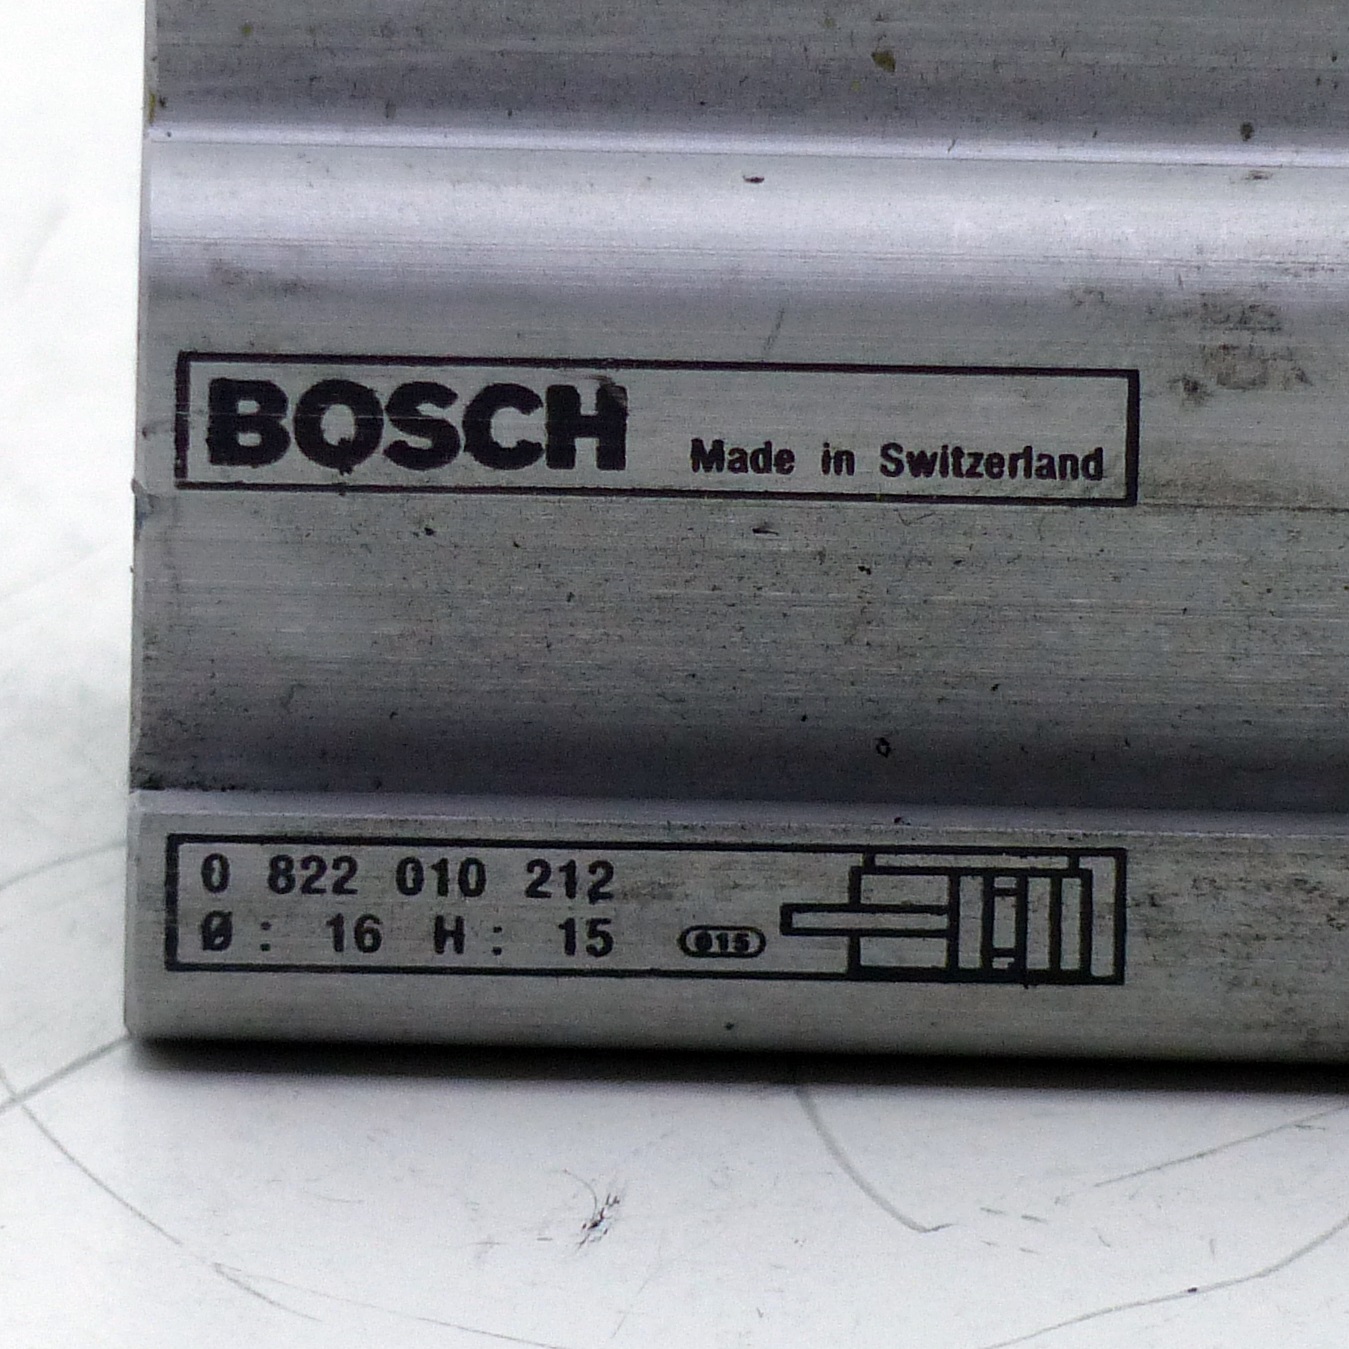 BOSCH Made in Switzerland
0 822 010 212
Ø: 16 H: 15 015